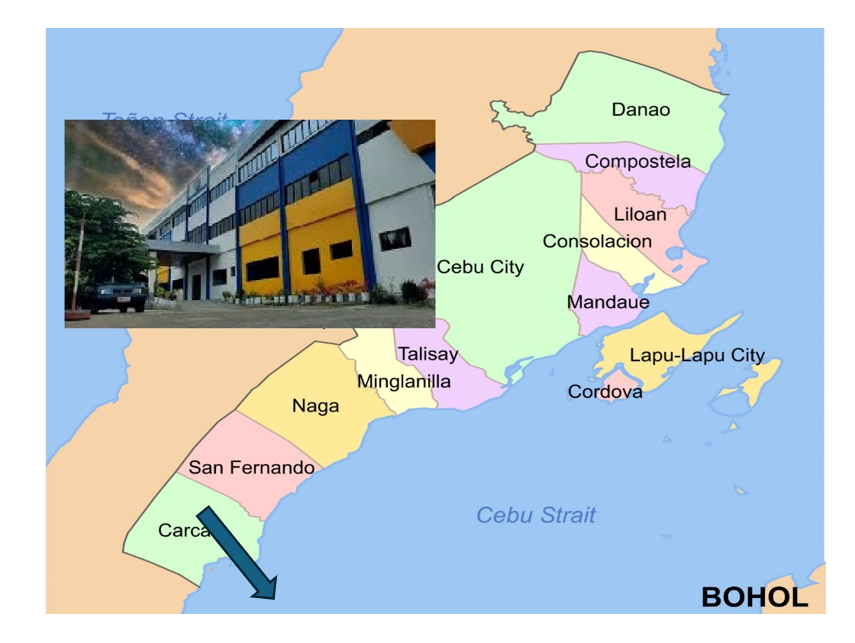 Tañon Strait
Danao
Compostela
Liloan
Consolacion
Cebu City
Mandaue
Talisay
Lapu-Lapu City
Minglanilla
Cordova
Naga
San Fernando
Cebu Strait
Carca
BOHOL